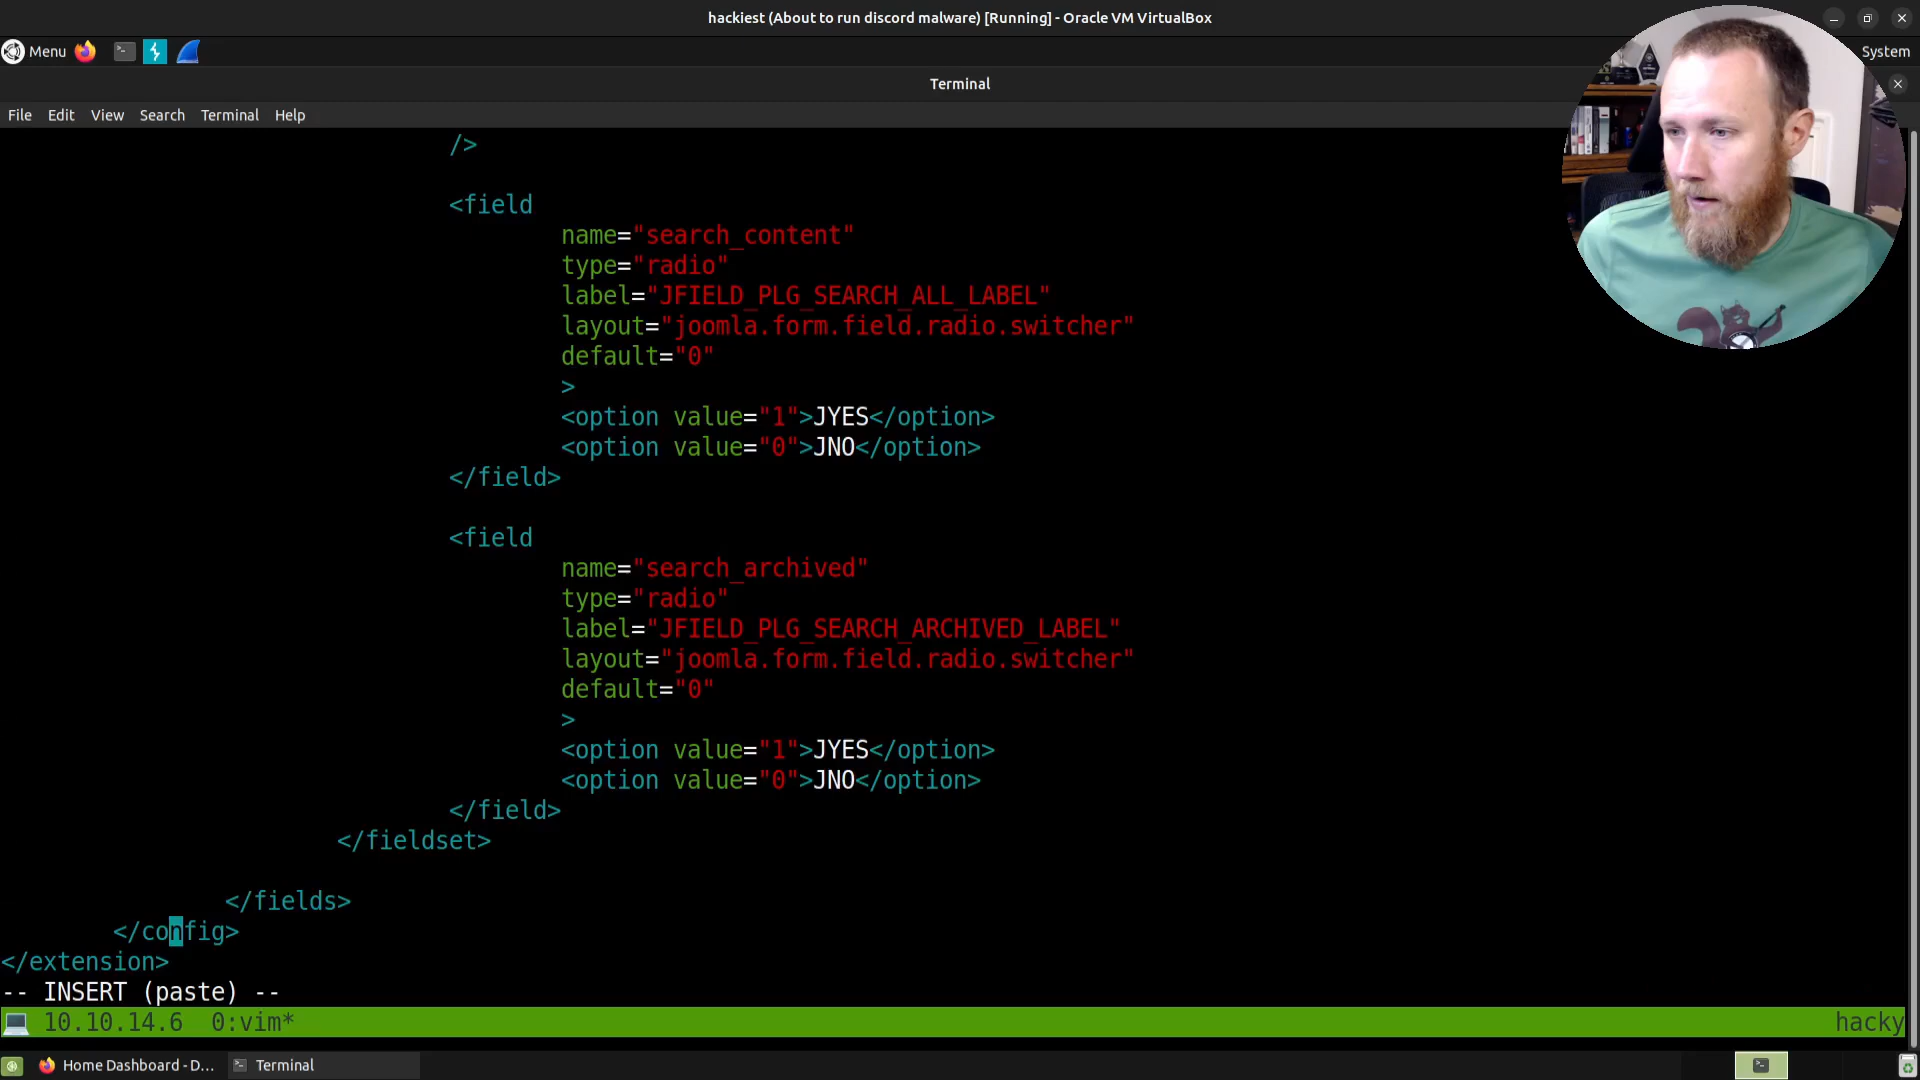 hackiest (About to run discord malware) [Running] - Oracle VM VirtualBox
Menu
System
Terminal
File Edit View Search Terminal Help
/>
<field
name="search_content"
type="radio"
label="JFIELD_PLG_SEARCH_ALL_LABEL"
layout="joomla.form.field.radio.switcher"
default="0"
>
<option value="1">JYES</option>
<option value="0">JNO</option>
</field>
<field
name="search_archived"
type="radio"
label="JFIELD_PLG_SEARCH_ARCHIVED_LABEL"
layout="joomla.form.field.radio.switcher"
default="0"
>
<option value="1">JYES</option>
<option value="0">JNO</option>
</field>
</fieldset>
</fields>
</config>
</extension>
-- INSERT (paste) --
10.10.14.6 0:vim* hacky
Home Dashboard - D... Terminal